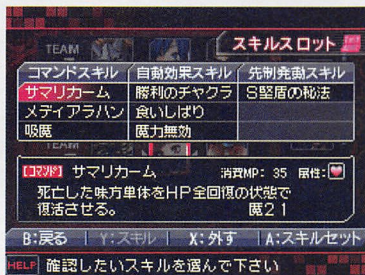 TEAM
スキルスロット
コマンドスキル 自動効果スキル 先制発動スキル
サマリカーム 勝利のチャクラ S堅盾の秘法
メディアラハン 食いしばり
吸魔 魔力無効
TEAM
[コマンド] サマリカーム 消費MP: 35 属性:
死亡した味方単体をHP全回復の状態で
復活させる。 魔21
B:戻る Y:スキル X:外す A:スキルセット
HELP 確認したいスキルを選んで下さい